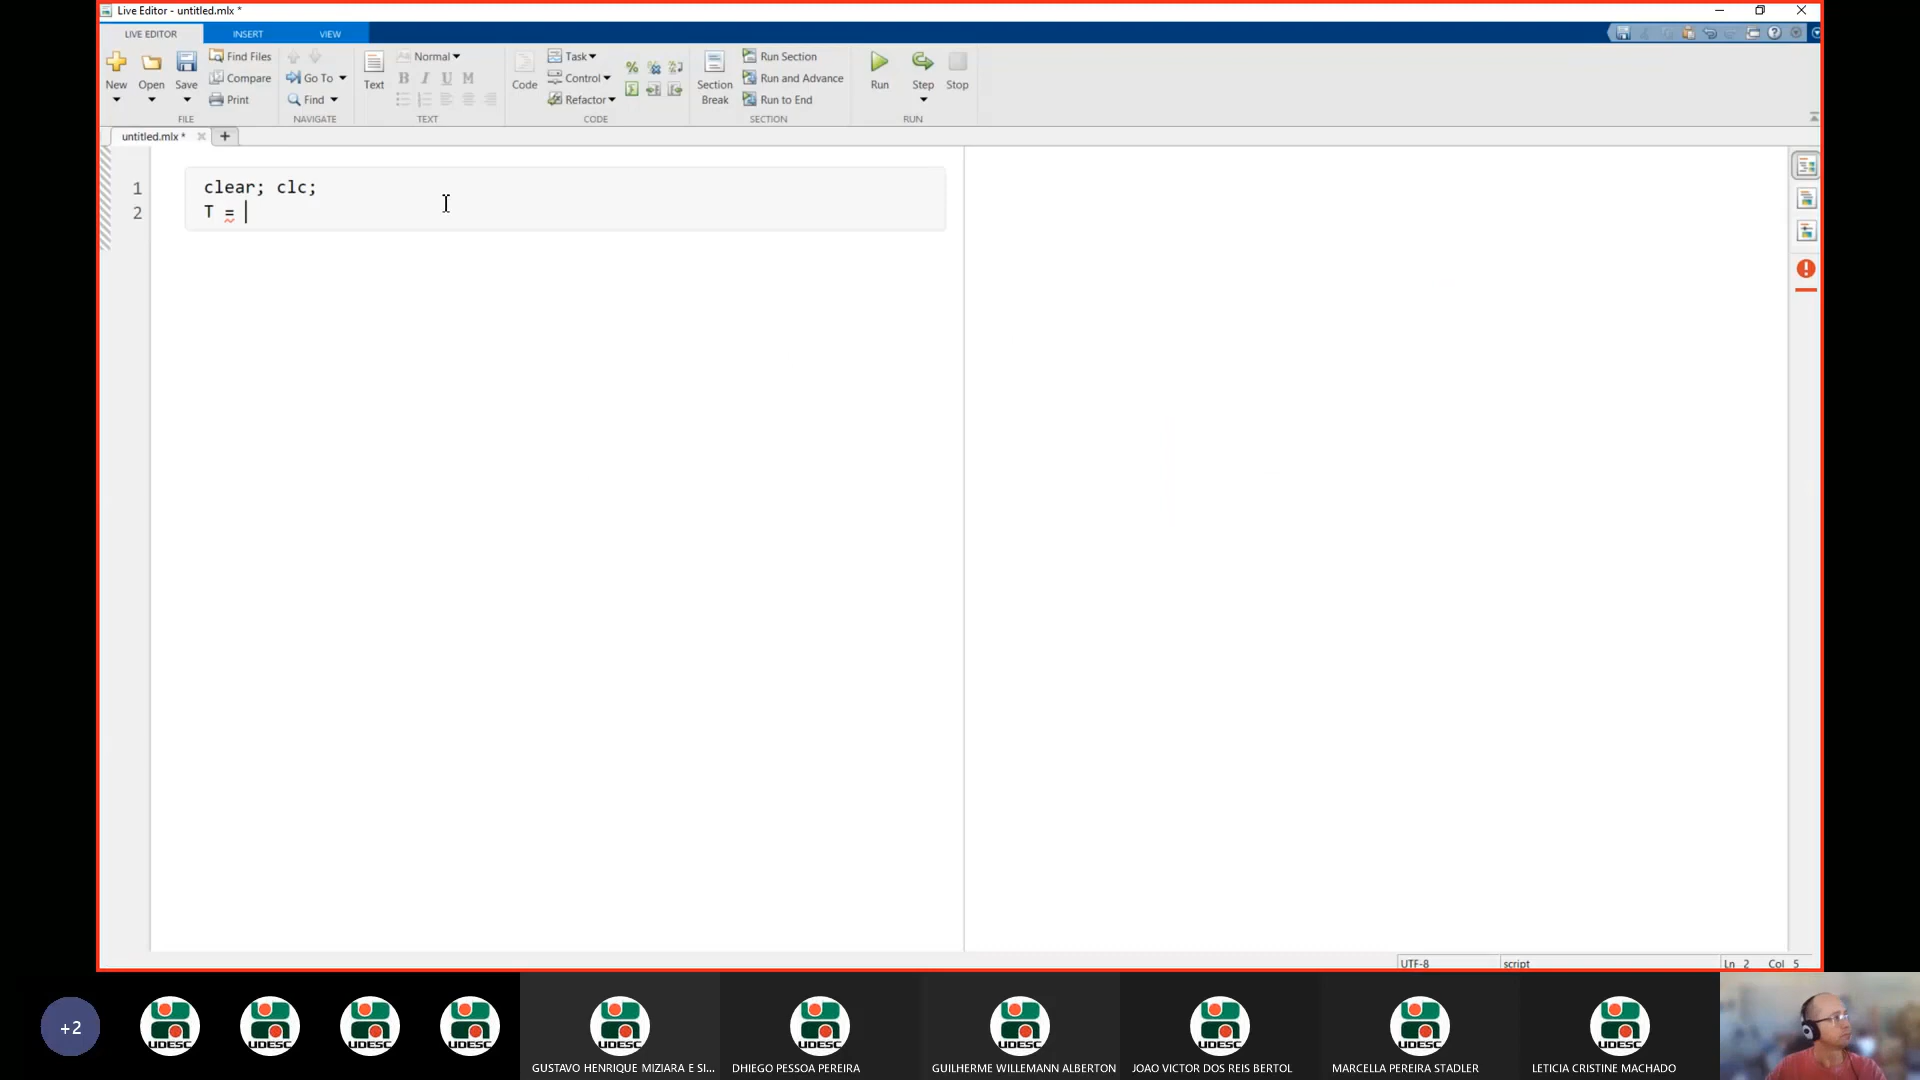 Live Editor - untitled.mlx *
LIVE EDITOR INSERT VIEW
New Open Save Find Files Compare Print
FILE
Go To Find
NAVIGATE
Text Normal B I U M
TEXT
Code Task Control Refactor
CODE
Section Break Run Section Run and Advance Run to End
SECTION
Run Step Stop
RUN
untitled.mlx * +
1 clear; clc;
2 T =
UTF-8 script Ln 2 Col 5
+2 UDESC UDESC UDESC UDESC UDESC UDESC UDESC UDESC UDESC UDESC
GUSTAVO HENRIQUE MIZIARA E SI... DHIEGO PESSOA PEREIRA GUILHERME WILLEMANN ALBERTON JOAO VICTOR DOS REIS BERTOL MARCELLA PEREIRA STADLER LETICIA CRISTINE MACHADO